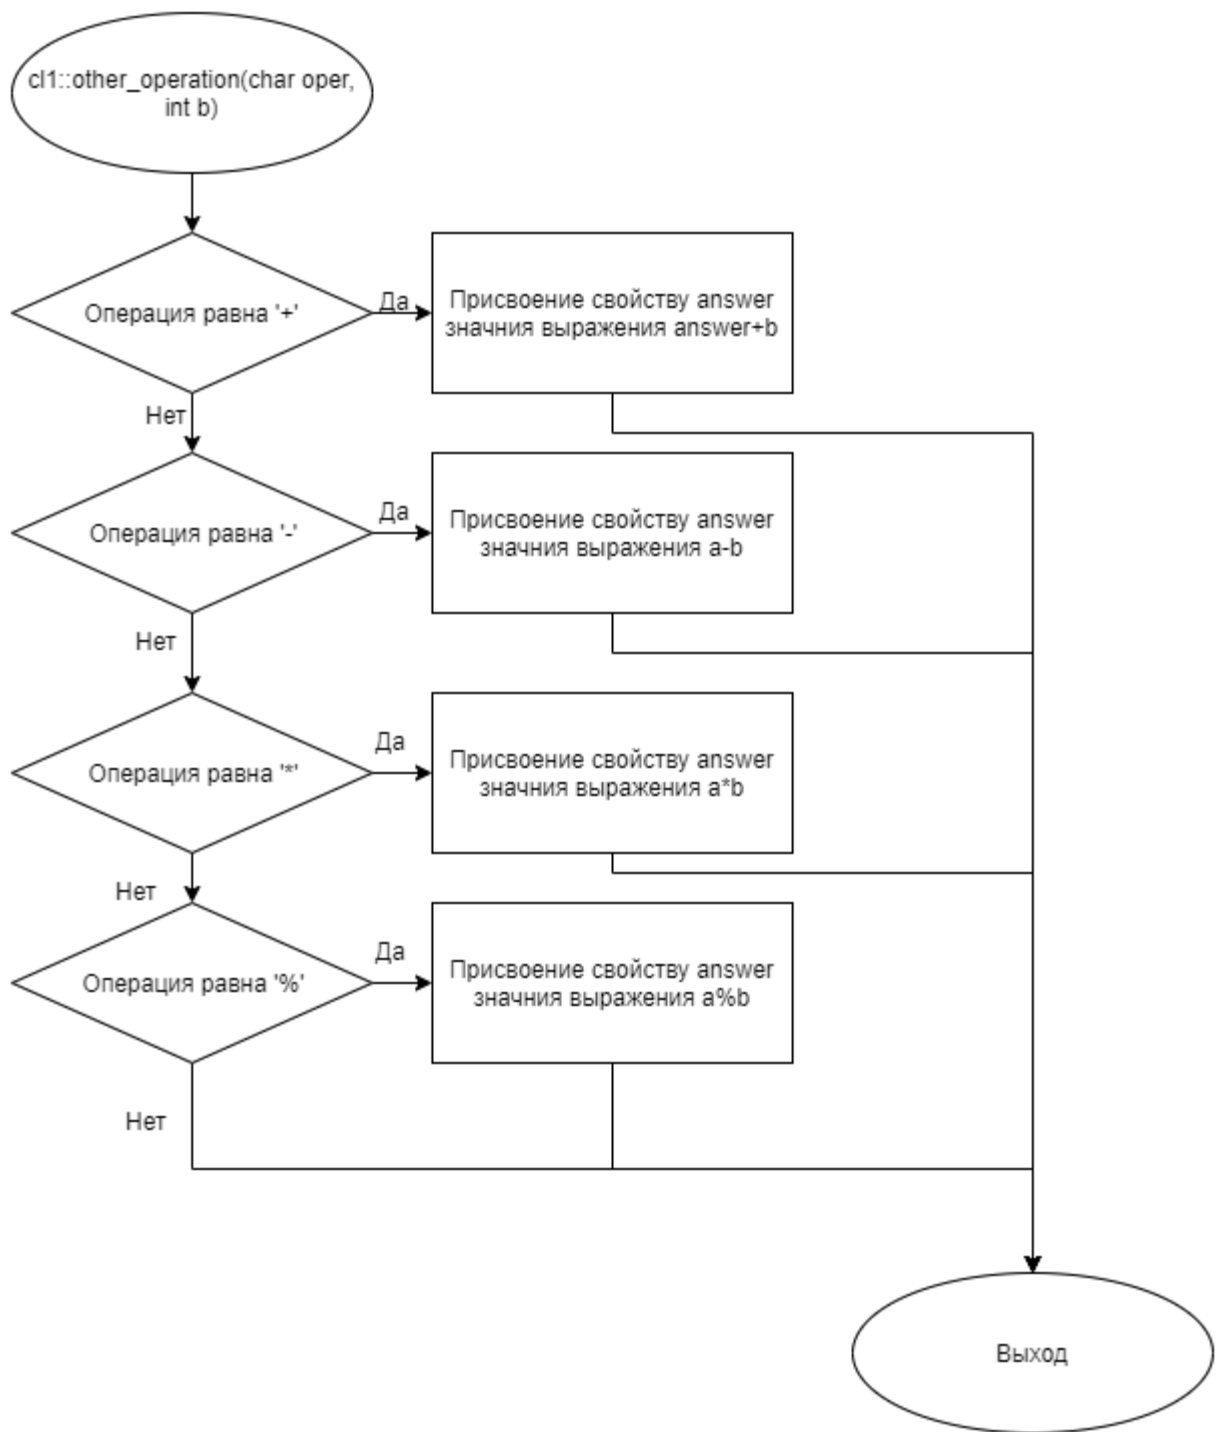 cl1::other_operation(char oper,
int b)
Операция равна '+'
Да
Присвоение свойству answer
значния выражения answer+b
Нет
Операция равна '-'
Да
Присвоение свойству answer
значния выражения a-b
Нет
Операция равна '*'
Да
Присвоение свойству answer
значния выражения a*b
Нет
Операция равна '%'
Да
Присвоение свойству answer
значния выражения a%b
Нет
Выход